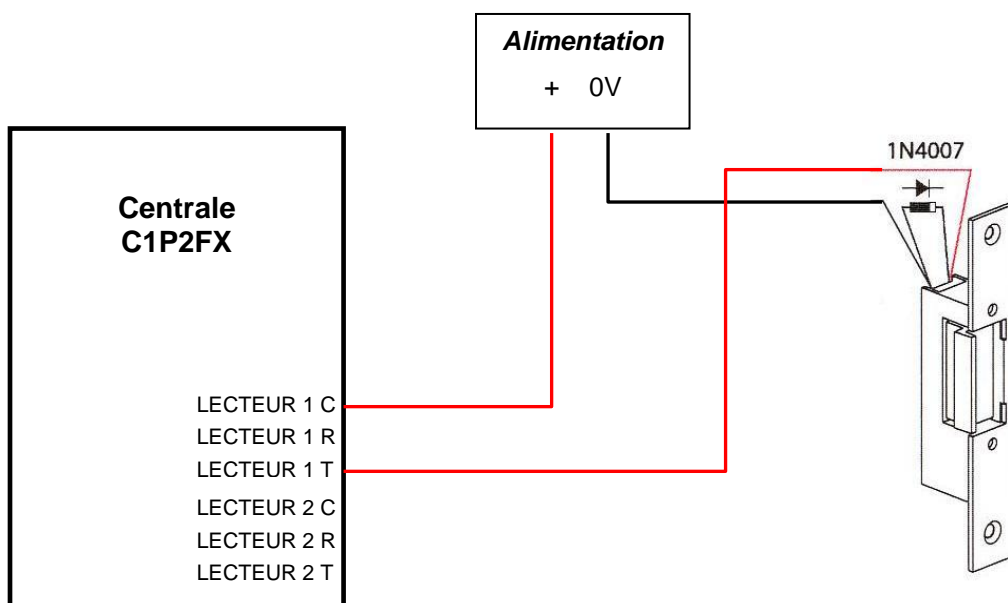 Alimentation
+ 0V
1N4007
Centrale
C1P2FX
LECTEUR 1 C
LECTEUR 1 R
LECTEUR 1 T
LECTEUR 2 C
LECTEUR 2 R
LECTEUR 2 T